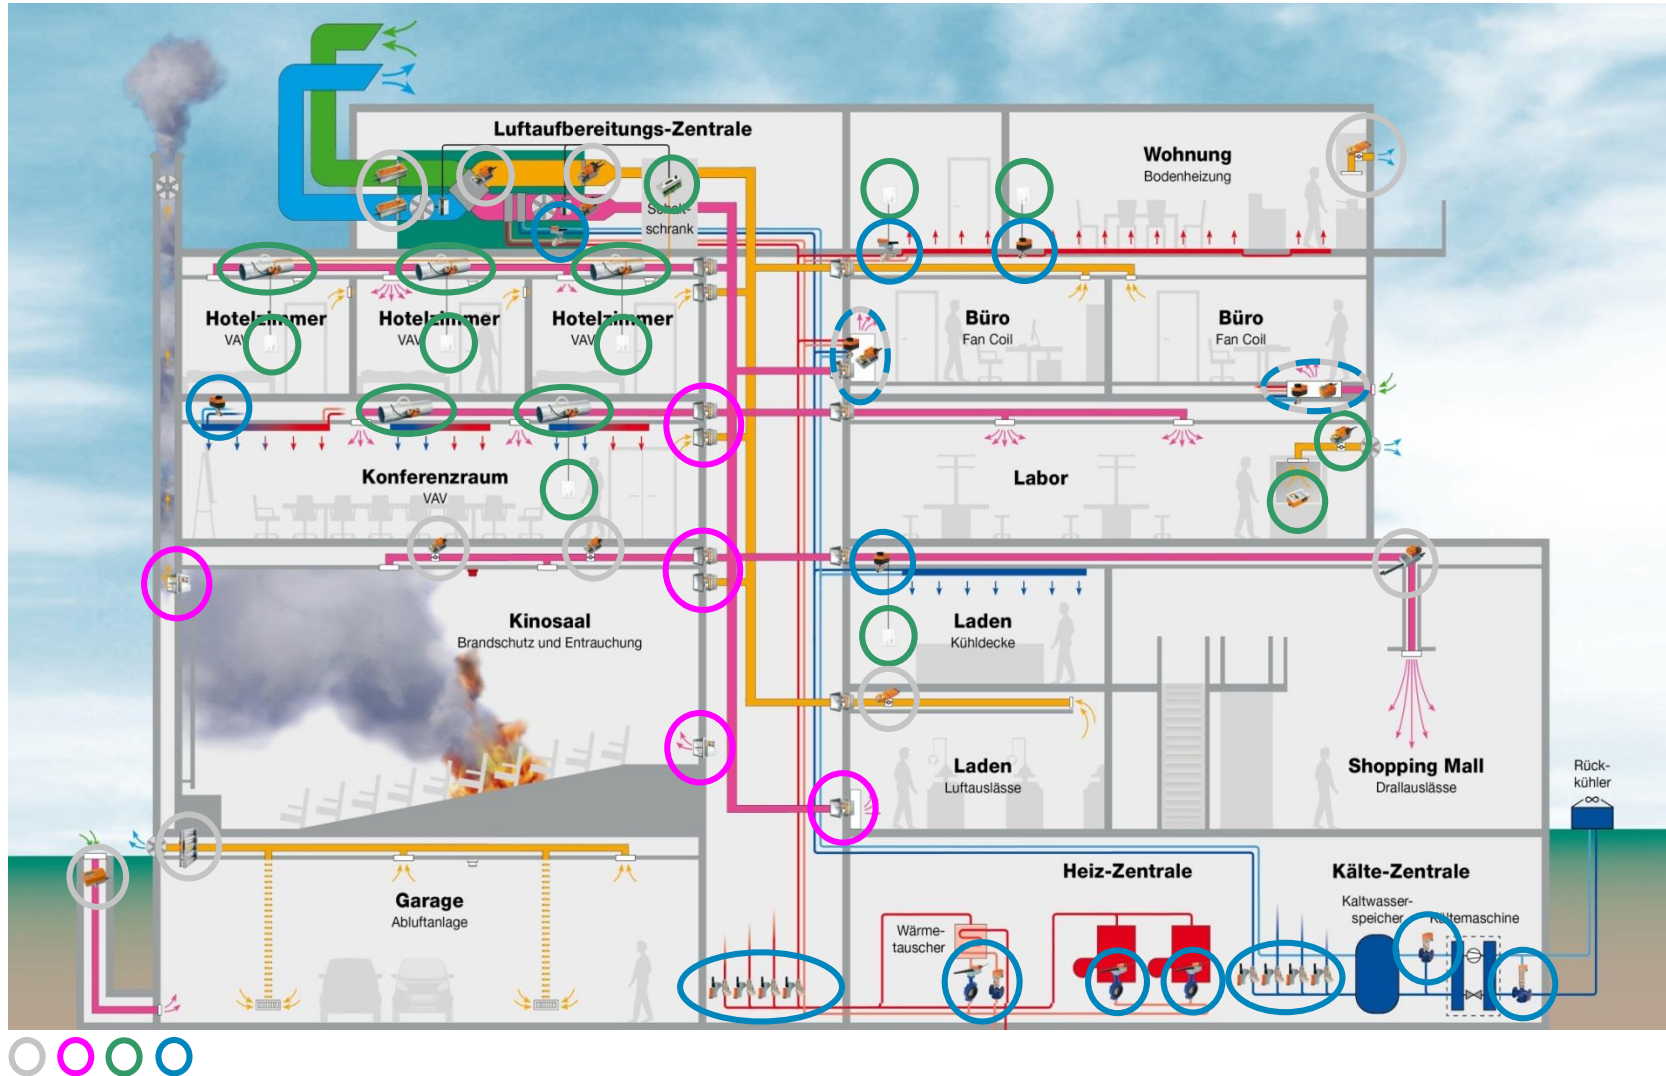 Luftaufbereitungs-Zentrale
Wohnung
Bodenheizung
Schalt-
schrank
Hotelzimmer
VAV
Hotelzimmer
VAV
Hotelzimmer
VAV
Büro
Fan Coil
Büro
Fan Coil
Konferenzraum
VAV
Labor
Kinosaal
Brandschutz und Entrauchung
Laden
Kühldecke
Laden
Luftauslässe
Shopping Mall
Drallauslässe
Rück-
kühler
Garage
Abluftanlage
Heiz-Zentrale
Wärme-
tauscher
Kälte-Zentrale
Kaltwasser-
speicher
Kältemaschine